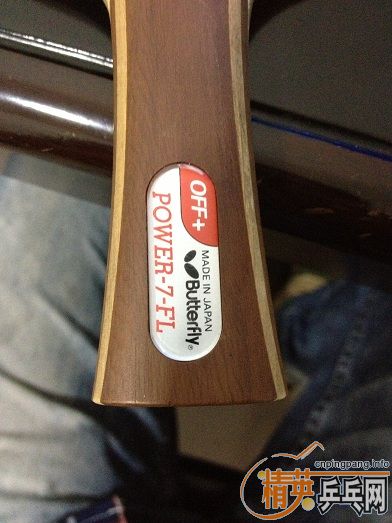 OFF+
MADE IN JAPAN
Butterfly®
POWER-7-FL
cnpingpang.info
精英乒乓网